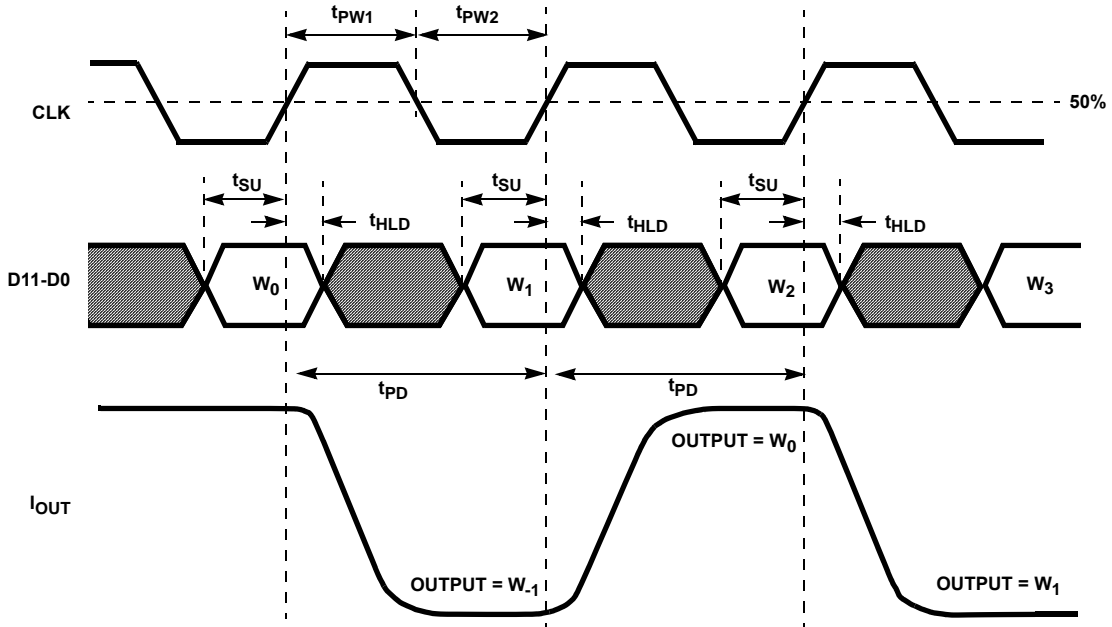 tPW1 tPW2
CLK 50%
tSU tSU tSU
tHLD tHLD tHLD
D11-D0 W0 W1 W2 W3
tPD tPD
OUTPUT = W0
IOUT
OUTPUT = W-1 OUTPUT = W1